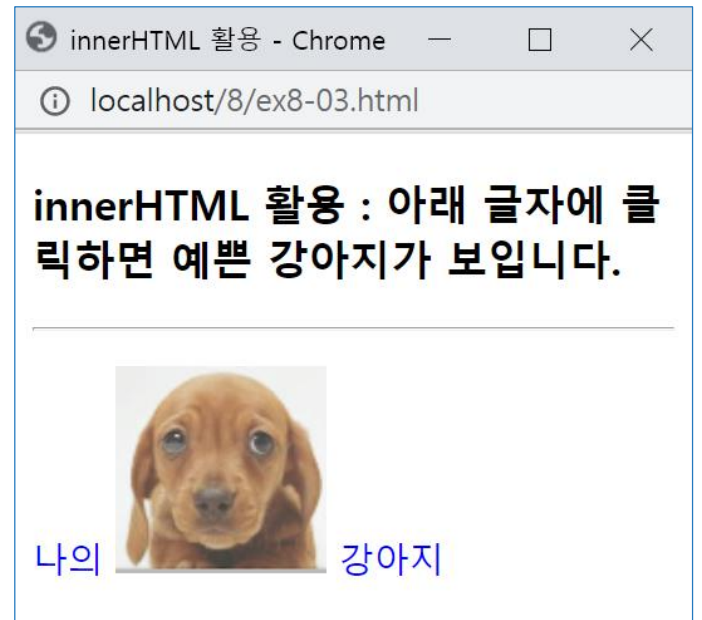 innerHTML 활용 - Chrome
localhost/8/ex8-03.html
innerHTML 활용 : 아래 글자에 클
릭하면 예쁜 강아지가 보입니다.
나의 강아지